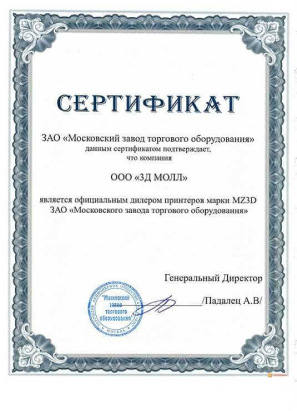 СЕРТИФИКАТ
ЗАО «Московский завод торгового оборудования»
данным сертификатом подтверждает,
что компания
ООО «3Д МОЛЛ»
является официальным дилером принтеров марки MZ3D
ЗАО «Московского завода торгового оборудования»
Генеральный Директор
/Падалец А.В/
"Московский
завод
торгового
оборудования"